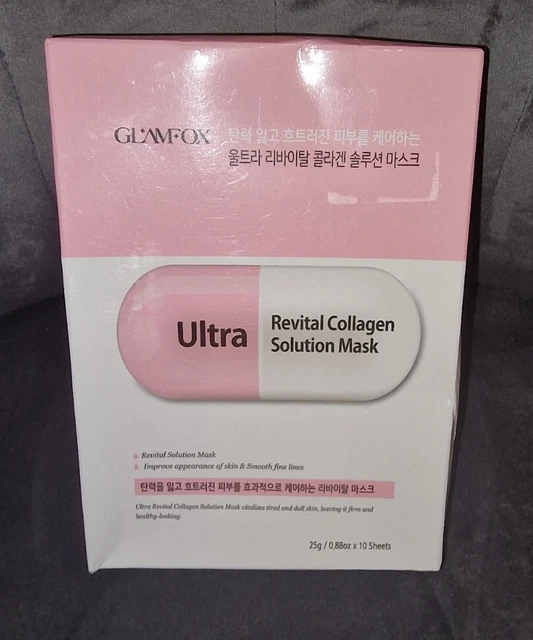 GLAMFOX
탄력 잃고 흐트러진 피부를 케어하는
울트라 리바이탈 콜라겐 솔루션 마스크
Ultra
Revital Collagen
Solution Mask
Revital Solution Mask
Improve appearance of skin & Smooth fine lines
탄력을 잃고 흐트러진 피부를 효과적으로 케어하는 리바이탈 마스크
Ultra Revital Collagen Solution Mask vitalizes tired and dull skin, leaving it firm and
healthy-looking.
25g / 0.88oz x 10 Sheets